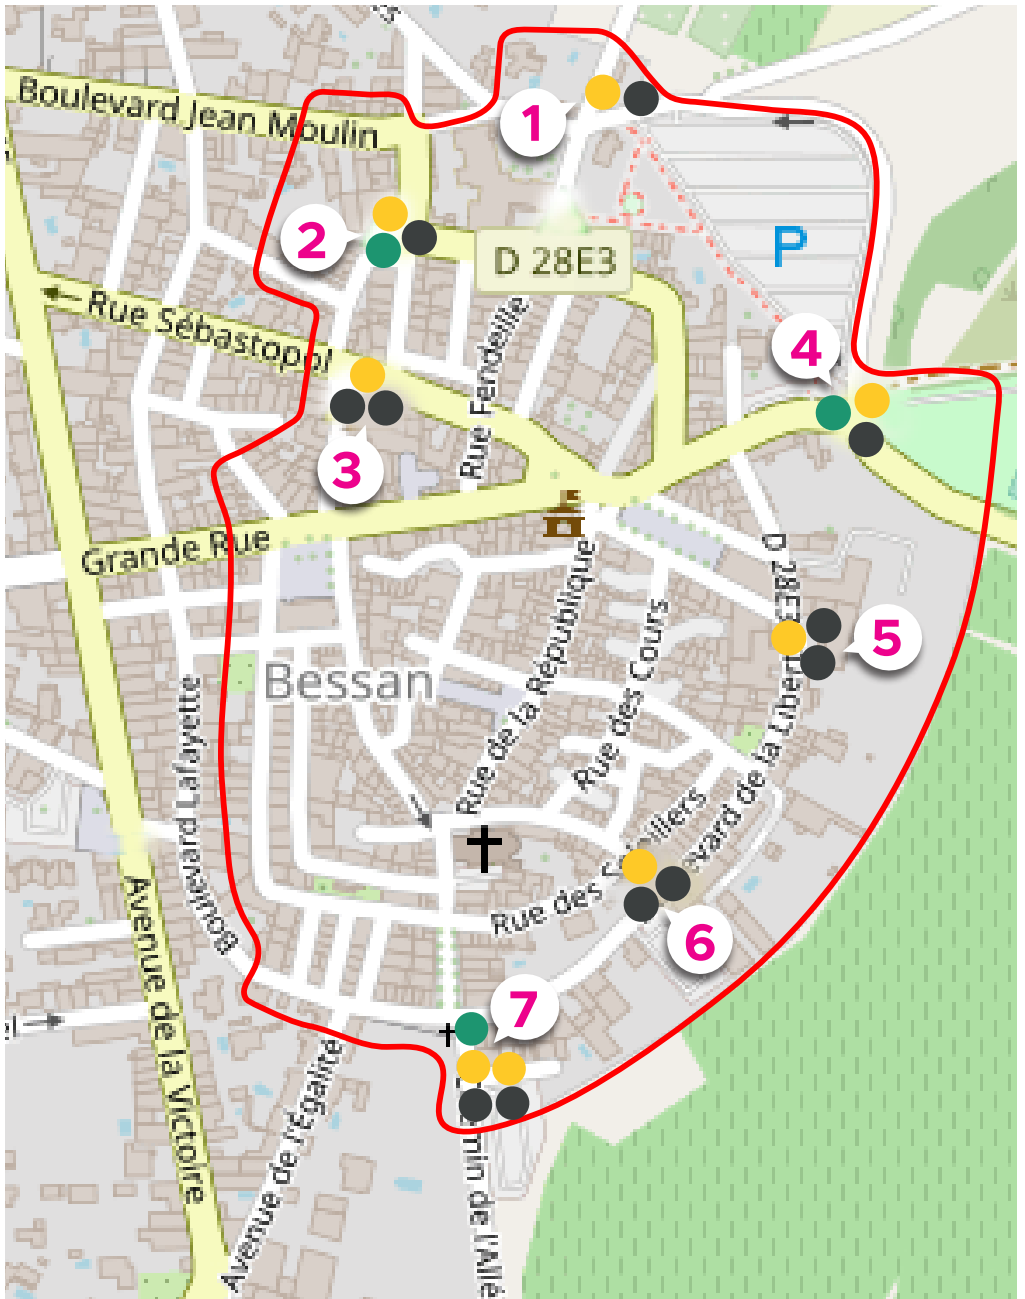 Boulevard Jean Moulin
1
2
P
D 28E3
Rue Sébastopol
Rue Fendeille
4
3
Grande Rue
D 28E3
5
Bessan
Rue de la République
Rue des Cours
Boulevard Lafayette
Rue des
6
7
Avenue de la Victoire
Avenue de l'Égalité